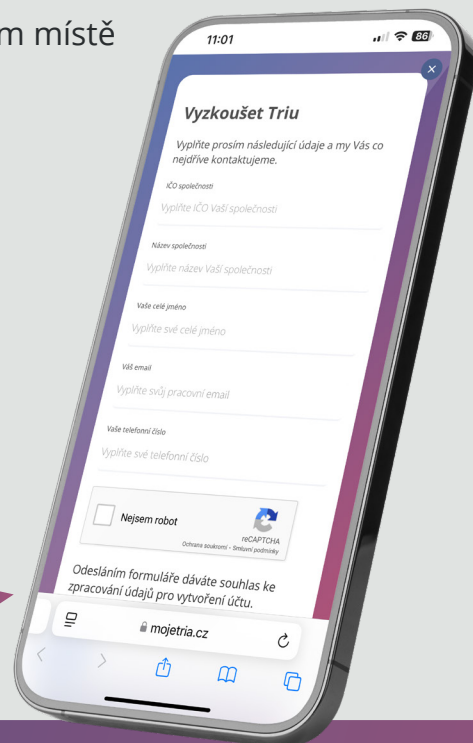 m místě
11:01
86
Vyzkoušet Triu
Vyplňte prosím následující údaje a my Vás co
nejdříve kontaktujeme.
IČO společnosti
Vyplňte IČO Vaší společnosti
Název společnosti
Vyplňte název Vaší společnosti
Vaše celé jméno
Vyplňte své celé jméno
Váš email
Vyplňte svůj pracovní email
Vaše telefonní číslo
Vyplňte své telefonní číslo
Nejsem robot
reCAPTCHA
Ochrana soukromí - Smluvní podmínky
Odesláním formuláře dáváte souhlas ke
zpracování údajů pro vytvoření účtu.
mojetria.cz